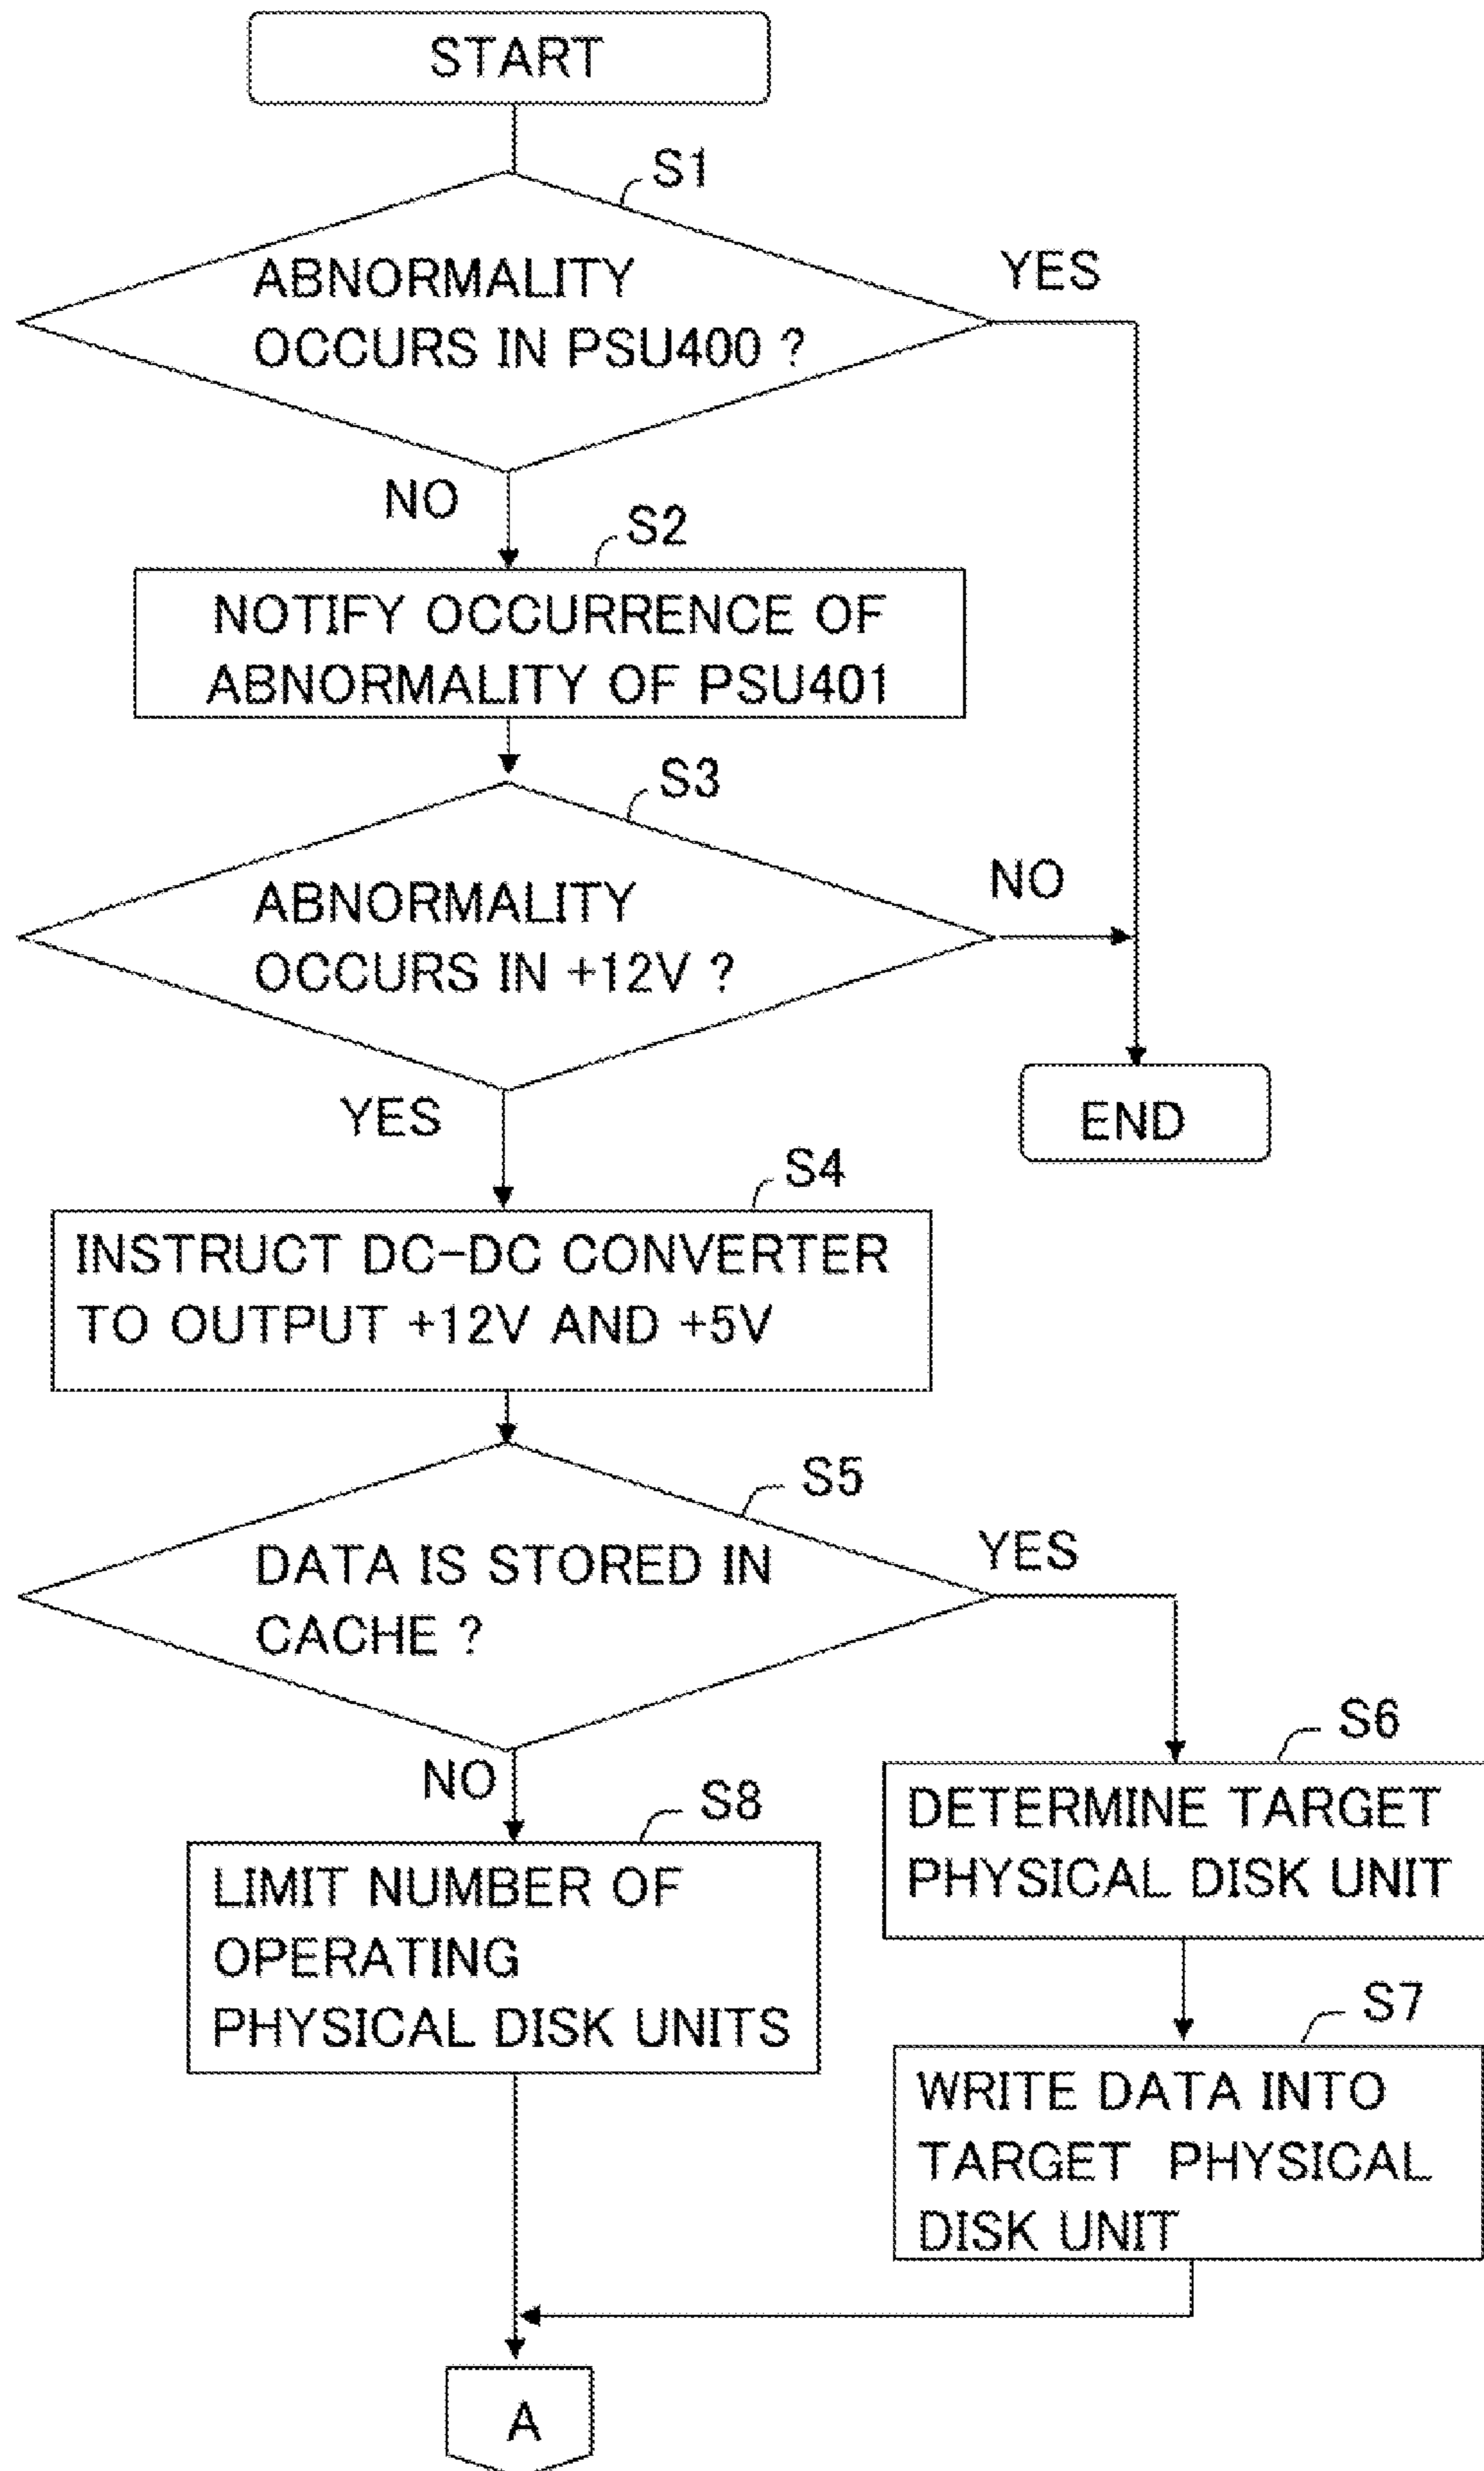 START
S1
ABNORMALITY
OCCURS IN PSU400 ?
YES
NO
S2
NOTIFY OCCURRENCE OF
ABNORMALITY OF PSU401
S3
ABNORMALITY
OCCURS IN +12V ?
NO
YES
END
S4
INSTRUCT DC-DC CONVERTER
TO OUTPUT +12V AND +5V
S5
DATA IS STORED IN
CACHE ?
YES
NO
S6
DETERMINE TARGET
PHYSICAL DISK UNIT
S8
LIMIT NUMBER OF
OPERATING
PHYSICAL DISK UNITS
S7
WRITE DATA INTO
TARGET PHYSICAL
DISK UNIT
A